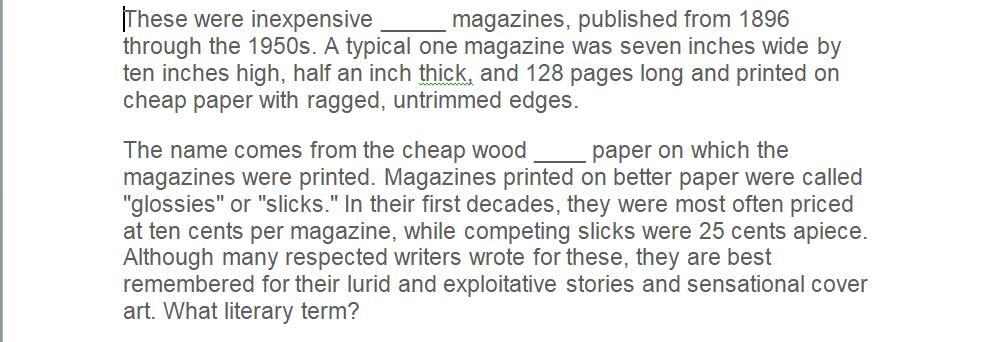 These were inexpensive _____ magazines, published from 1896
through the 1950s. A typical one magazine was seven inches wide by
ten inches high, half an inch thick, and 128 pages long and printed on
cheap paper with ragged, untrimmed edges.
The name comes from the cheap wood ____ paper on which the
magazines were printed. Magazines printed on better paper were called
"glossies" or "slicks." In their first decades, they were most often priced
at ten cents per magazine, while competing slicks were 25 cents apiece.
Although many respected writers wrote for these, they are best
remembered for their lurid and exploitative stories and sensational cover
art. What literary term?